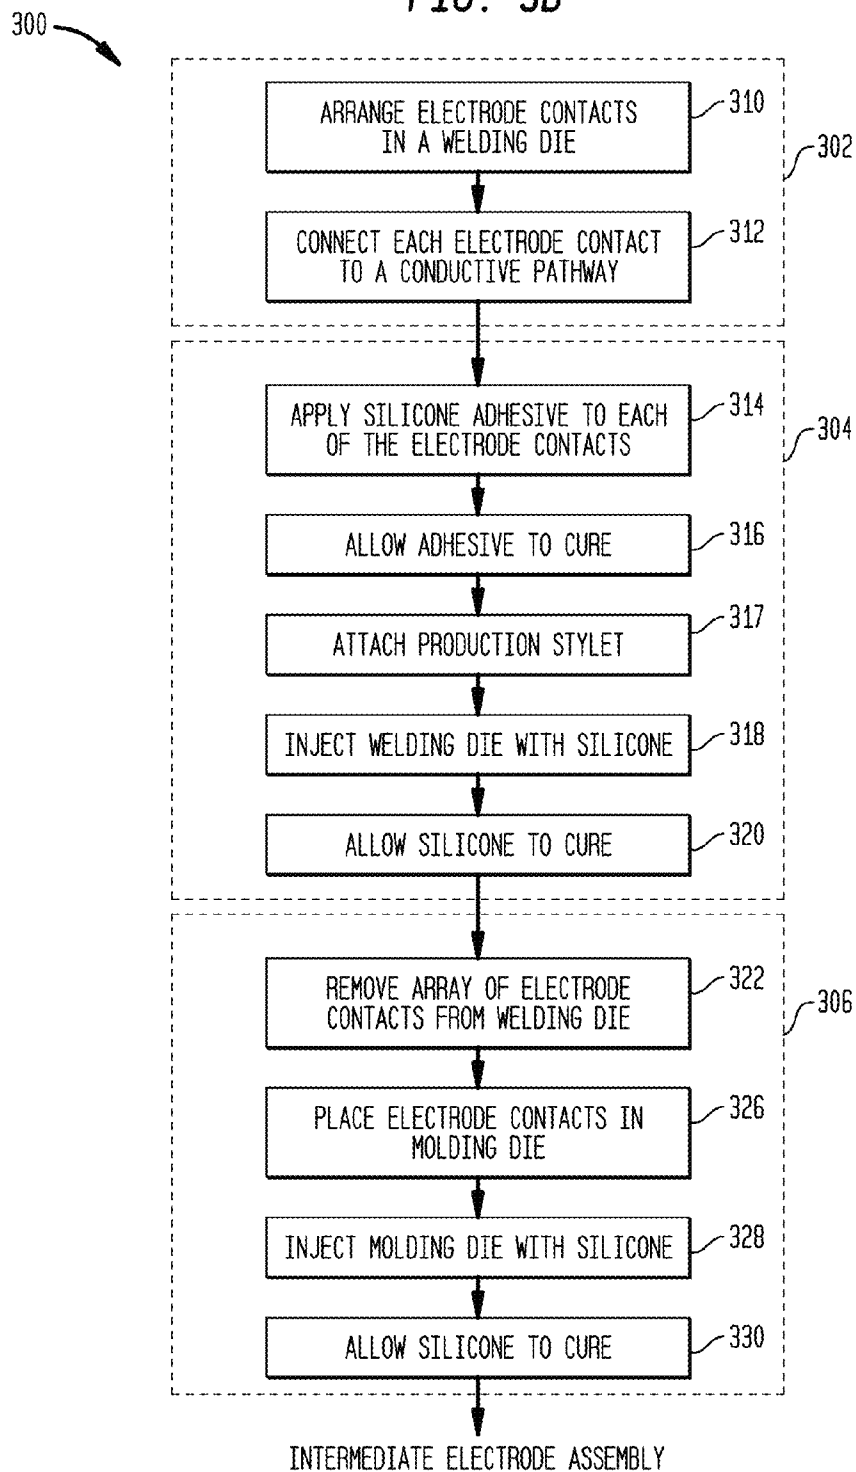 FIG. 3B
300
ARRANGE ELECTRODE CONTACTS
IN A WELDING DIE
310
302
CONNECT EACH ELECTRODE CONTACT
TO A CONDUCTIVE PATHWAY
312
APPLY SILICONE ADHESIVE TO EACH
OF THE ELECTRODE CONTACTS
314
304
ALLOW ADHESIVE TO CURE
316
ATTACH PRODUCTION STYLET
317
INJECT WELDING DIE WITH SILICONE
318
ALLOW SILICONE TO CURE
320
REMOVE ARRAY OF ELECTRODE
CONTACTS FROM WELDING DIE
322
306
PLACE ELECTRODE CONTACTS IN
MOLDING DIE
326
INJECT MOLDING DIE WITH SILICONE
328
ALLOW SILICONE TO CURE
330
INTERMEDIATE ELECTRODE ASSEMBLY